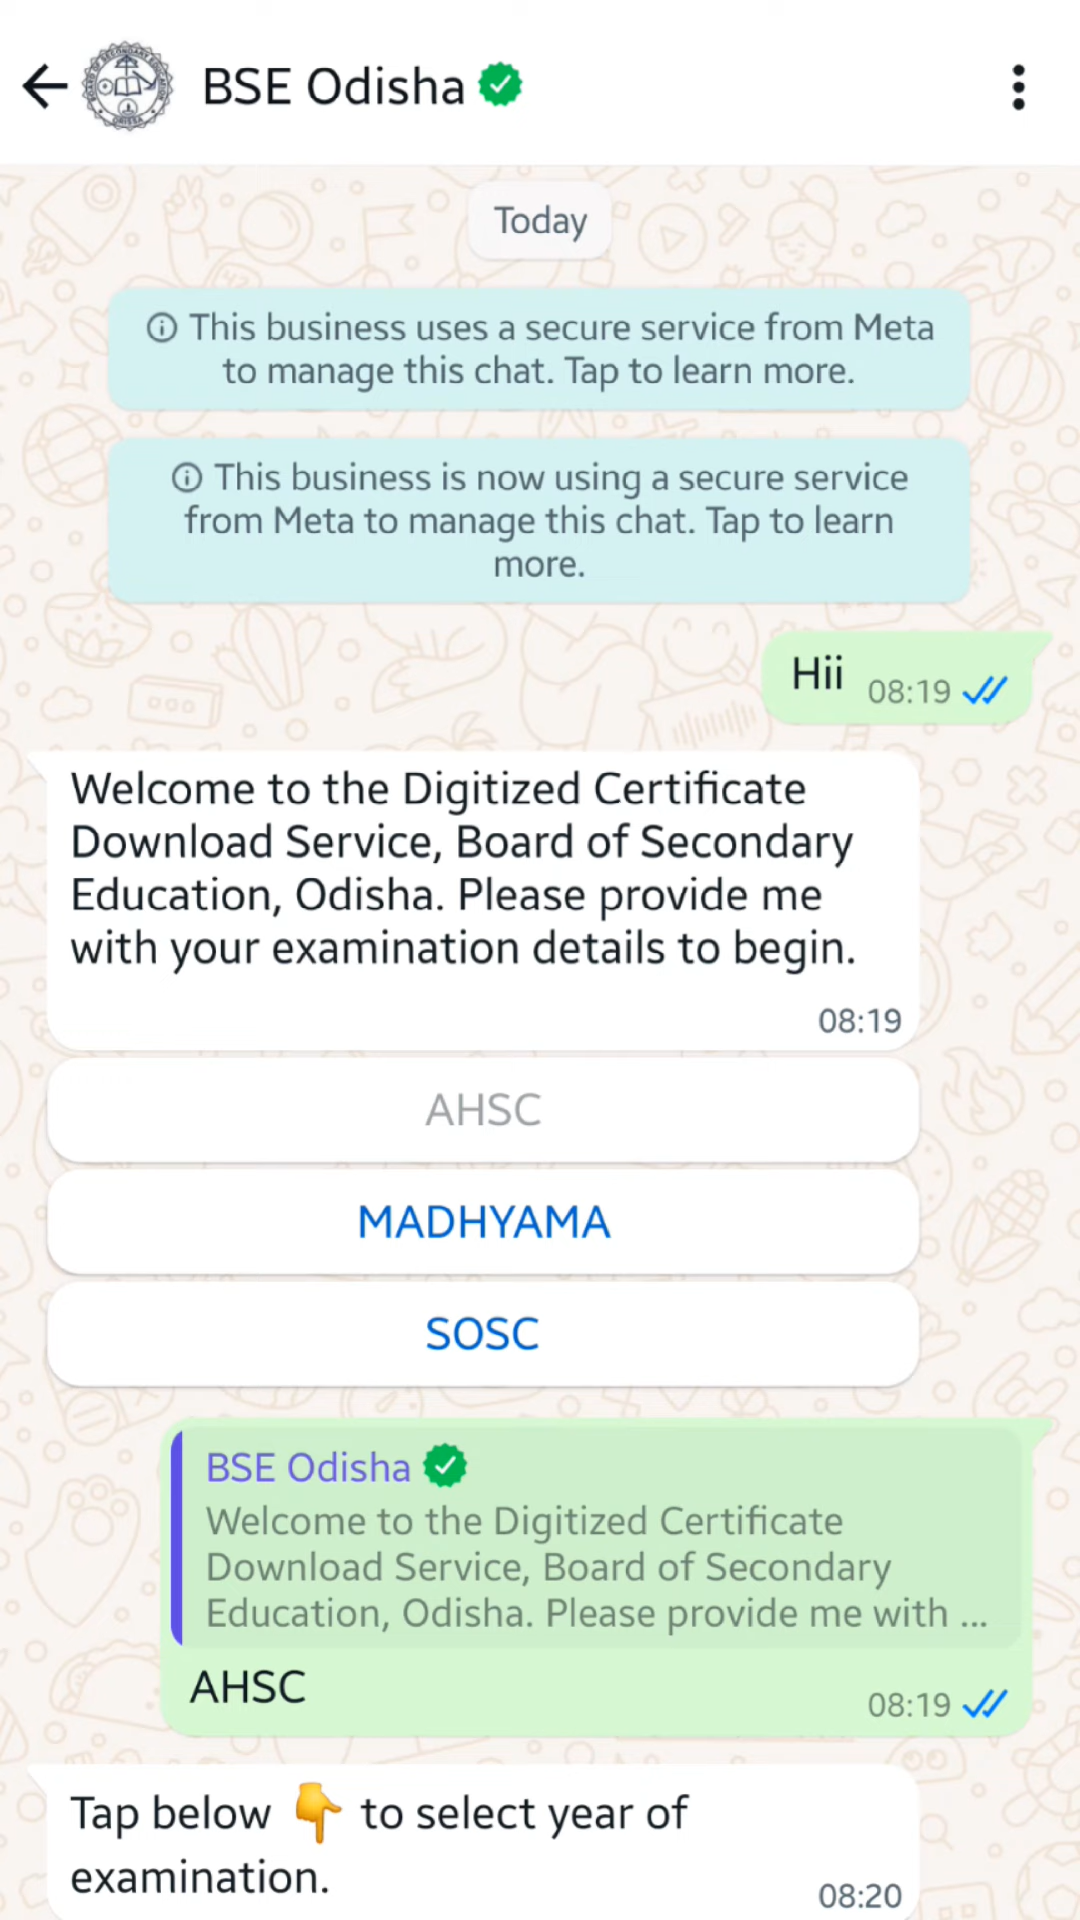 BSE Odisha
Today
This business uses a secure service from Meta
to manage this chat. Tap to learn more.
This business is now using a secure service
from Meta to manage this chat. Tap to learn
more.
Hii 08:19
Welcome to the Digitized Certificate
Download Service, Board of Secondary
Education, Odisha. Please provide me
with your examination details to begin.
08:19
AHSC
MADHYAMA
SOSC
BSE Odisha
Welcome to the Digitized Certificate
Download Service, Board of Secondary
Education, Odisha. Please provide me with ...
AHSC
08:19
Tap below 👇 to select year of
examination.
08:20